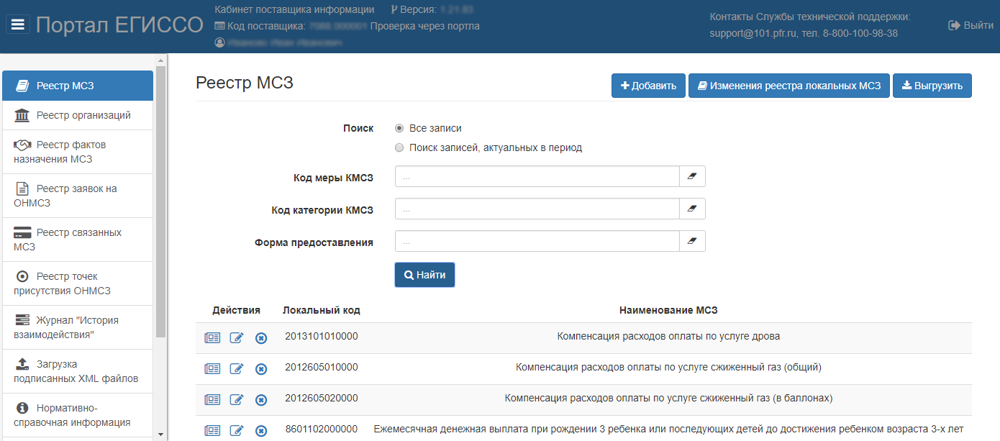 Портал ЕГИССО
Кабинет поставщика информации Версия:
Код поставщика: Проверка через портла
Контакты Службы технической поддержки:
support@101.pfr.ru, тел. 8-800-100-98-38
Выйти
Реестр МСЗ
Реестр организаций
Реестр фактов
назначения МСЗ
Реестр заявок на
ОНМСЗ
Реестр связанных
МСЗ
Реестр точек
присутствия ОНМСЗ
Журнал "История
взаимодействия"
Загрузка
подписанных XML файлов
Нормативно-
справочная информация
Реестр МСЗ
Добавить Изменения реестра локальных МСЗ Выгрузить
Поиск Все записи
Поиск записей, актуальных в период
Код меры КМСЗ ...
Код категории КМСЗ ...
Форма предоставления ...
Найти
Действия Локальный код Наименование МСЗ
2013101010000 Компенсация расходов оплаты по услуге дрова
2012605010000 Компенсация расходов оплаты по услуге сжиженный газ (общий)
2012605020000 Компенсация расходов оплаты по услуге сжиженный газ (в баллонах)
8601102000000 Ежемесячная денежная выплата при рождении 3 ребенка или последующих детей до достижения ребенком возраста 3-х лет